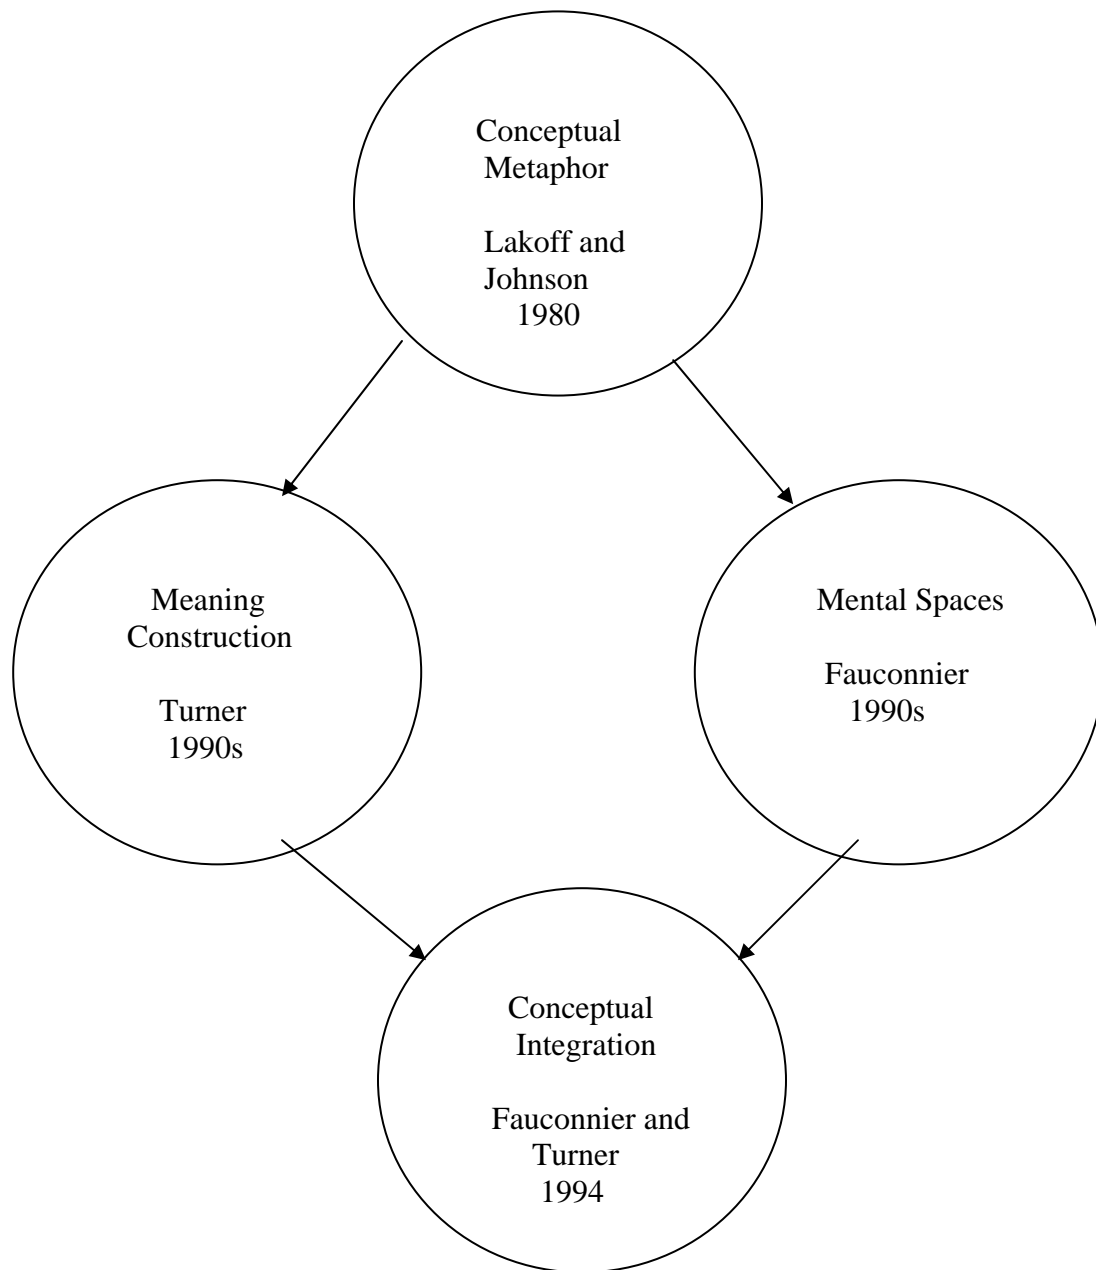 Conceptual
Metaphor
Lakoff and
Johnson
1980
Meaning
Construction
Turner
1990s
Mental Spaces
Fauconnier
1990s
Conceptual
Integration
Fauconnier and
Turner
1994